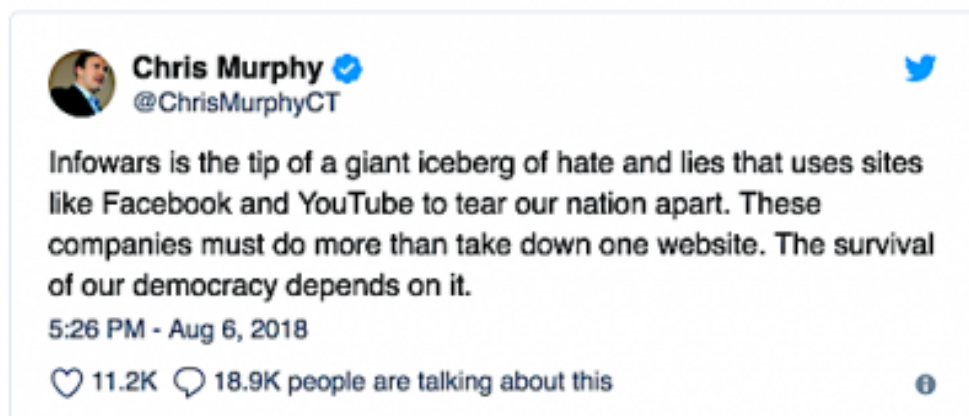 Chris Murphy
@ChrisMurphyCT
Infowars is the tip of a giant iceberg of hate and lies that uses sites
like Facebook and YouTube to tear our nation apart. These
companies must do more than take down one website. The survival
of our democracy depends on it.
5:26 PM - Aug 6, 2018
11.2K 18.9K people are talking about this